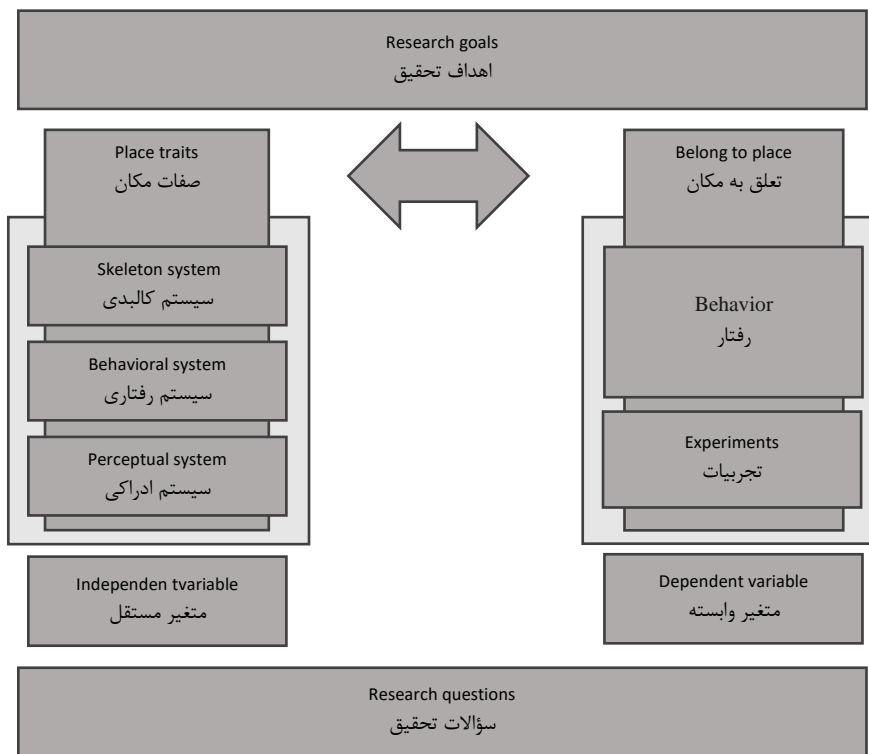 Research goals
اهداف تحقیق
Place traits
صفات مکان
Skeleton system
سیستم کالبدی
Behavioral system
سیستم رفتاری
Perceptual system
سیستم ادراکی
Independen tvariable
متغیر مستقل
Belong to place
تعلق به مکان
Behavior
رفتار
Experiments
تجربیات
Dependent variable
متغیر وابسته
Research questions
سؤالات تحقیق